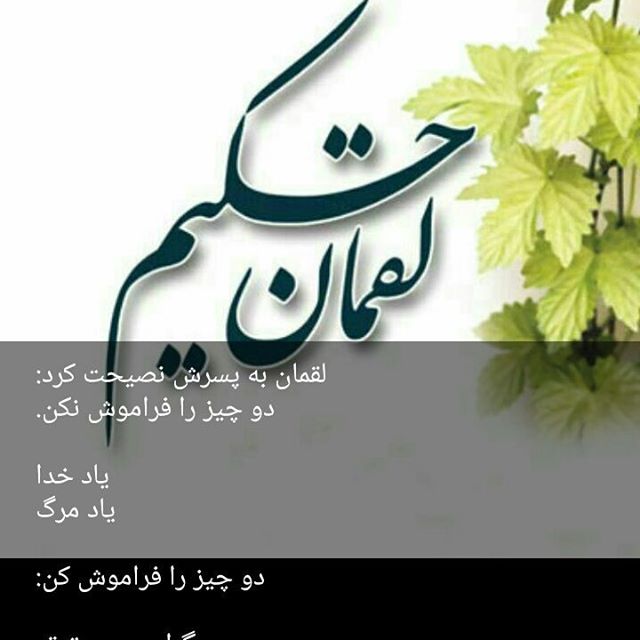 لقمان حکیم
لقمان به پسرش نصیحت کرد:
دو چیز را فراموش نکن.
یاد خدا
یاد مرگ
دو چیز را فراموش کن: